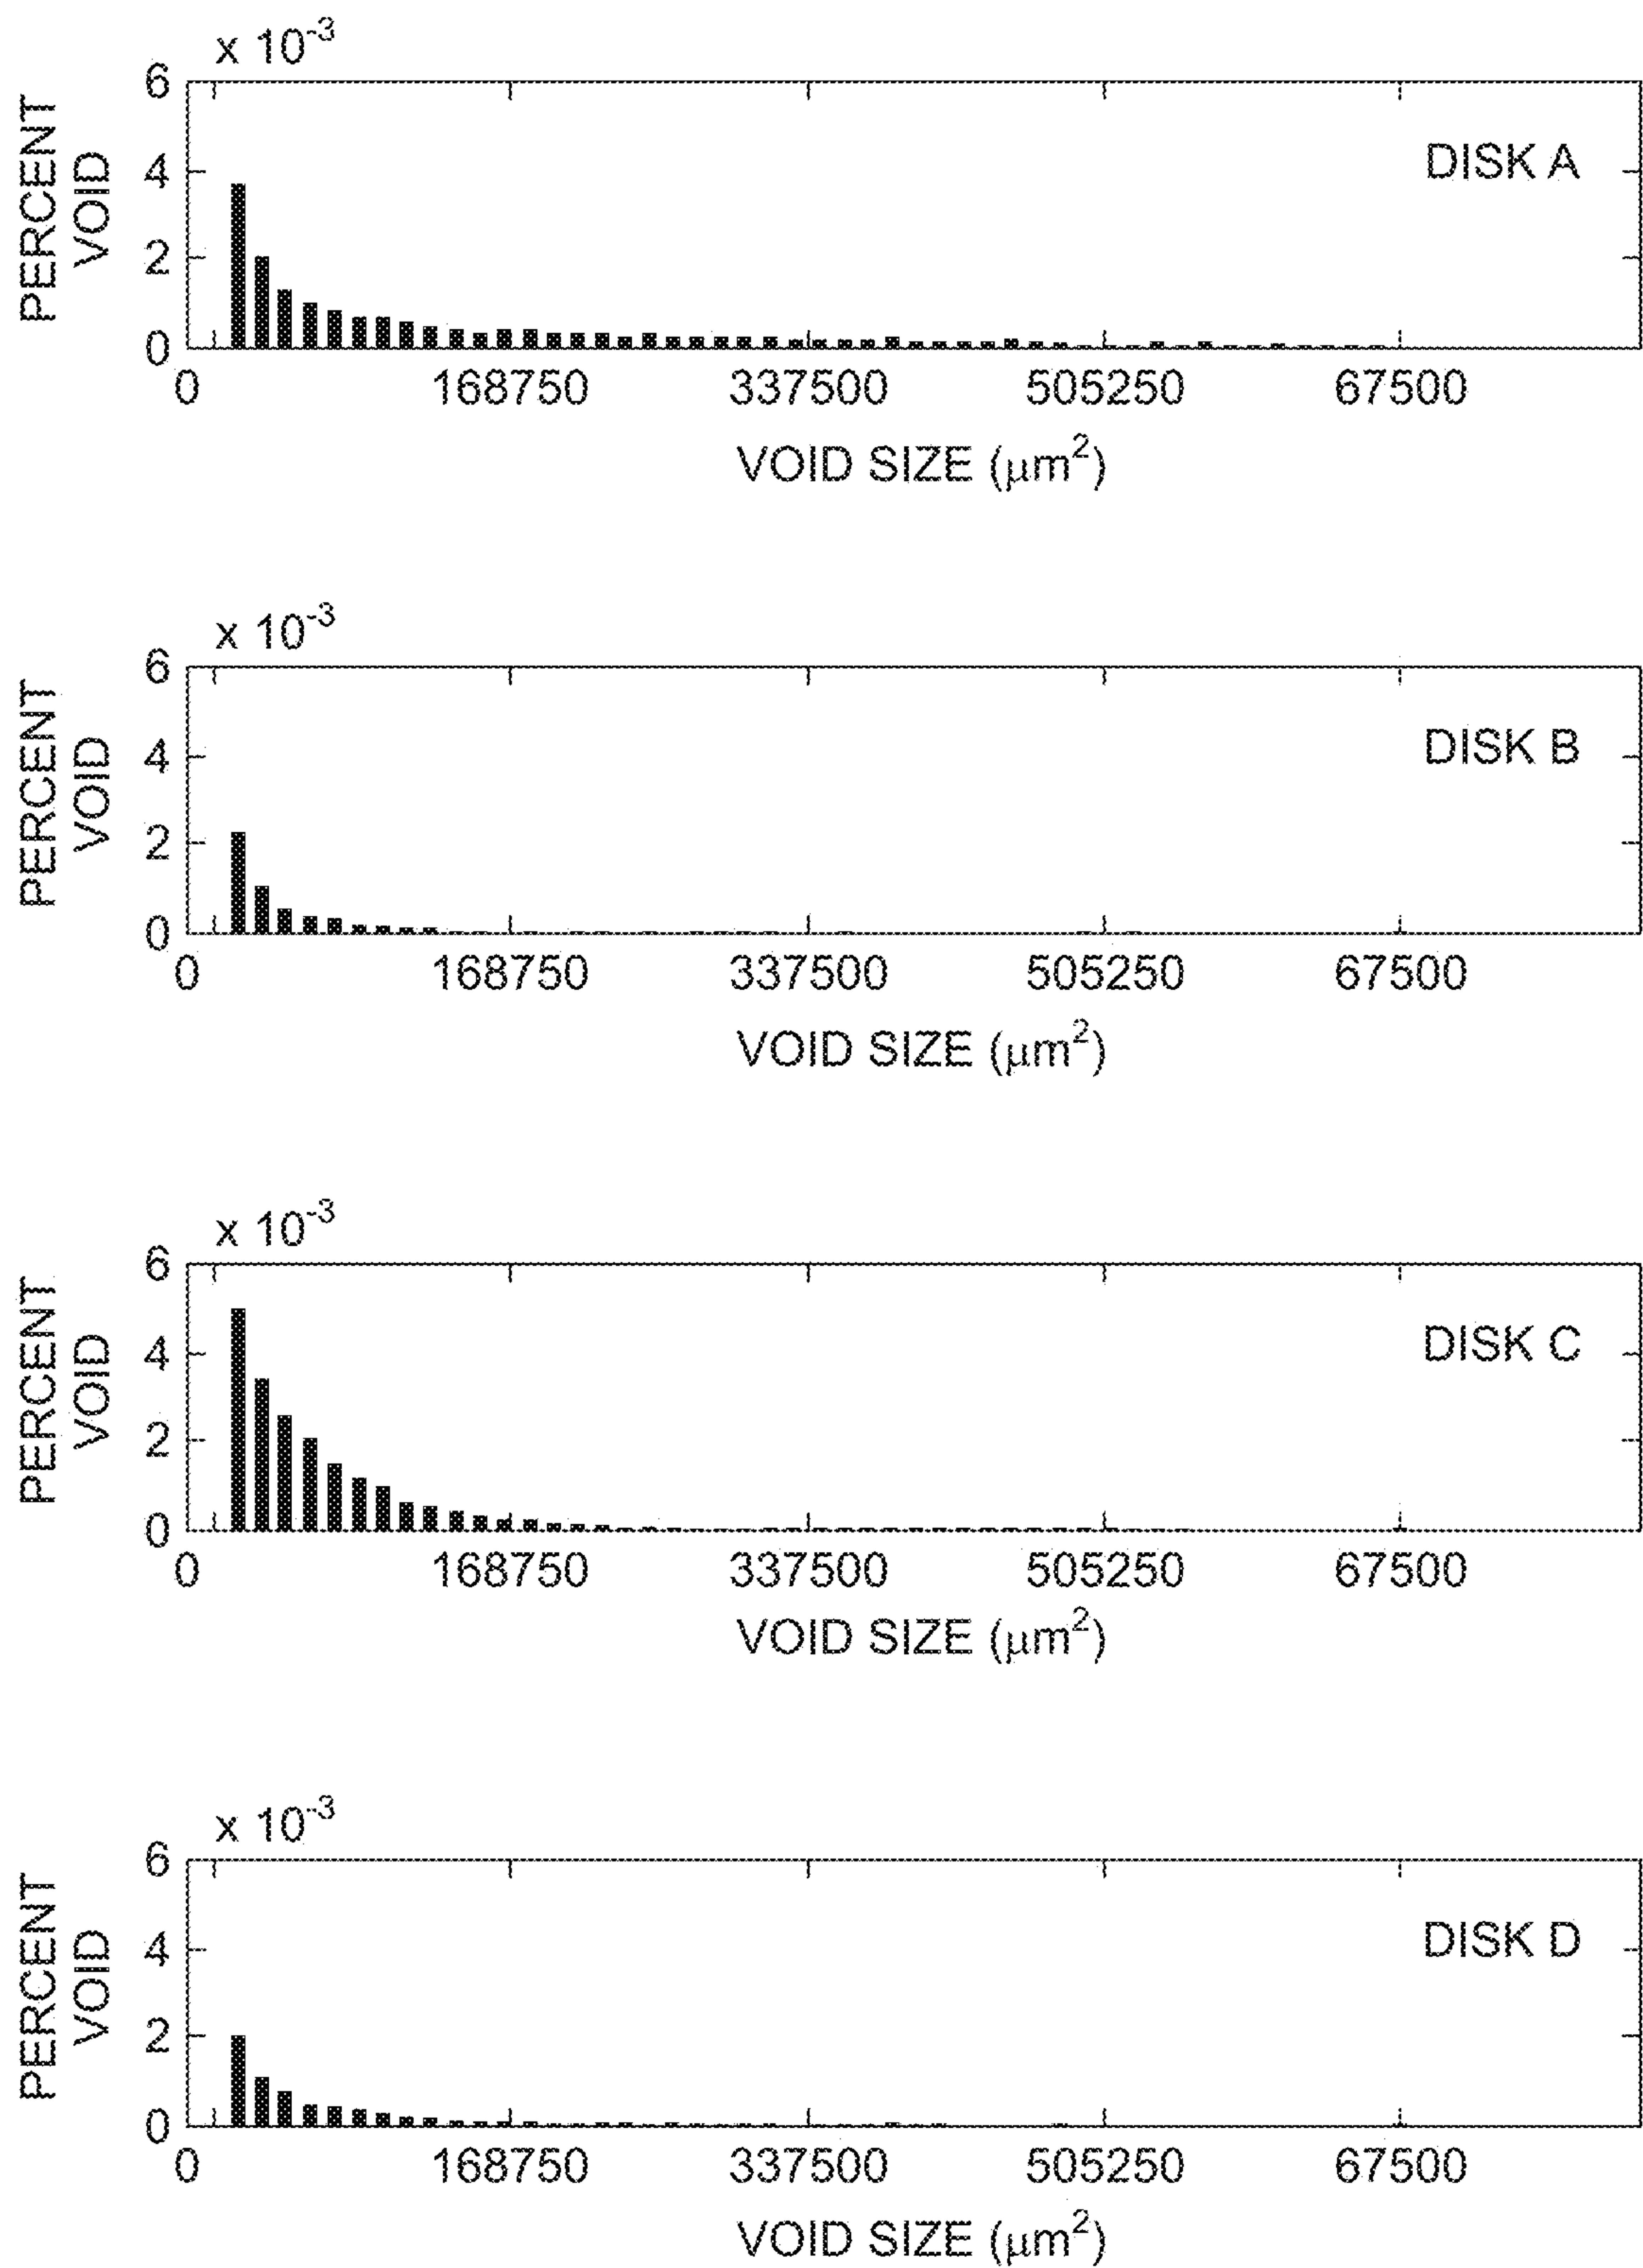 x 10⁻³
6
4
2
0
PERCENT
VOID
DISK A
0 168750 337500 505250 67500
VOID SIZE (μm²)
x 10⁻³
6
4
2
0
PERCENT
VOID
DISK B
0 168750 337500 505250 67500
VOID SIZE (μm²)
x 10⁻³
6
4
2
0
PERCENT
VOID
DISK C
0 168750 337500 505250 67500
VOID SIZE (μm²)
x 10⁻³
6
4
2
0
PERCENT
VOID
DISK D
0 168750 337500 505250 67500
VOID SIZE (μm²)